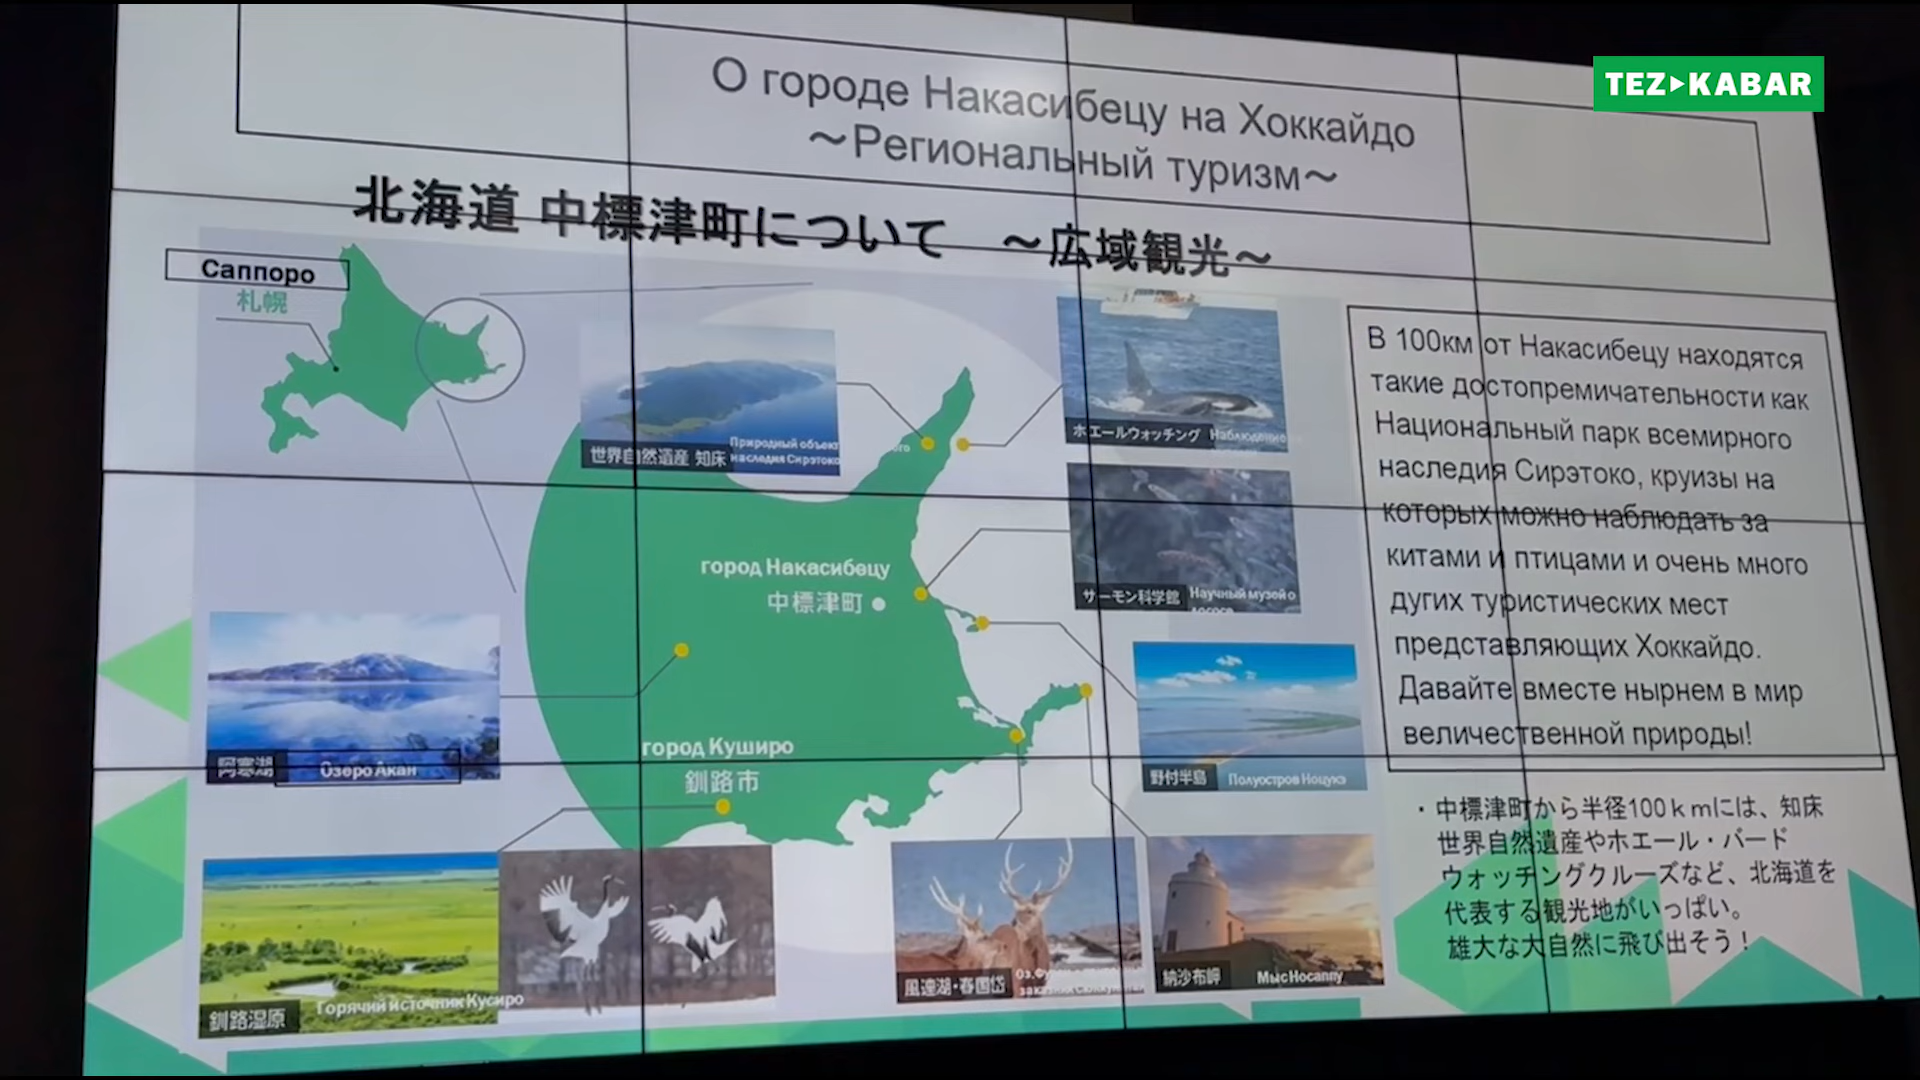 TEZ▶KABAR
О городе Накасибецу на Хоккайдо
～Региональный туризм～
北海道 中標津町について ～広域観光～
Саппоро
札幌
世界自然遺産 知床
Природный объект
наследия Сирэтоко
ホエールウォッチング Наблюдение
サーモン科学館 Научный музей о
лосося
город Накасибецу
中標津町
город Куширо
釧路市
阿寒湖 Озеро Акан
野付半島 Полуостров Ноцукэ
釧路湿原 Горячий источник Кусиро
風連湖・春国岱
納沙布岬 Мыс Носаппу
В 100км от Накасибецу находятся
такие достопремичательности как
Национальный парк всемирного
наследия Сирэтоко, круизы на
которых можно наблюдать за
китами и птицами и очень много
дугих туристических мест
представляющих Хоккайдо.
Давайте вместе нырнем в мир
величественной природы!
・中標津町から半径100ｋmには、知床
世界自然遺産やホエール・バード
ウォッチングクルーズなど、北海道を
代表する観光地がいっぱい。
雄大な大自然に飛び出そう！